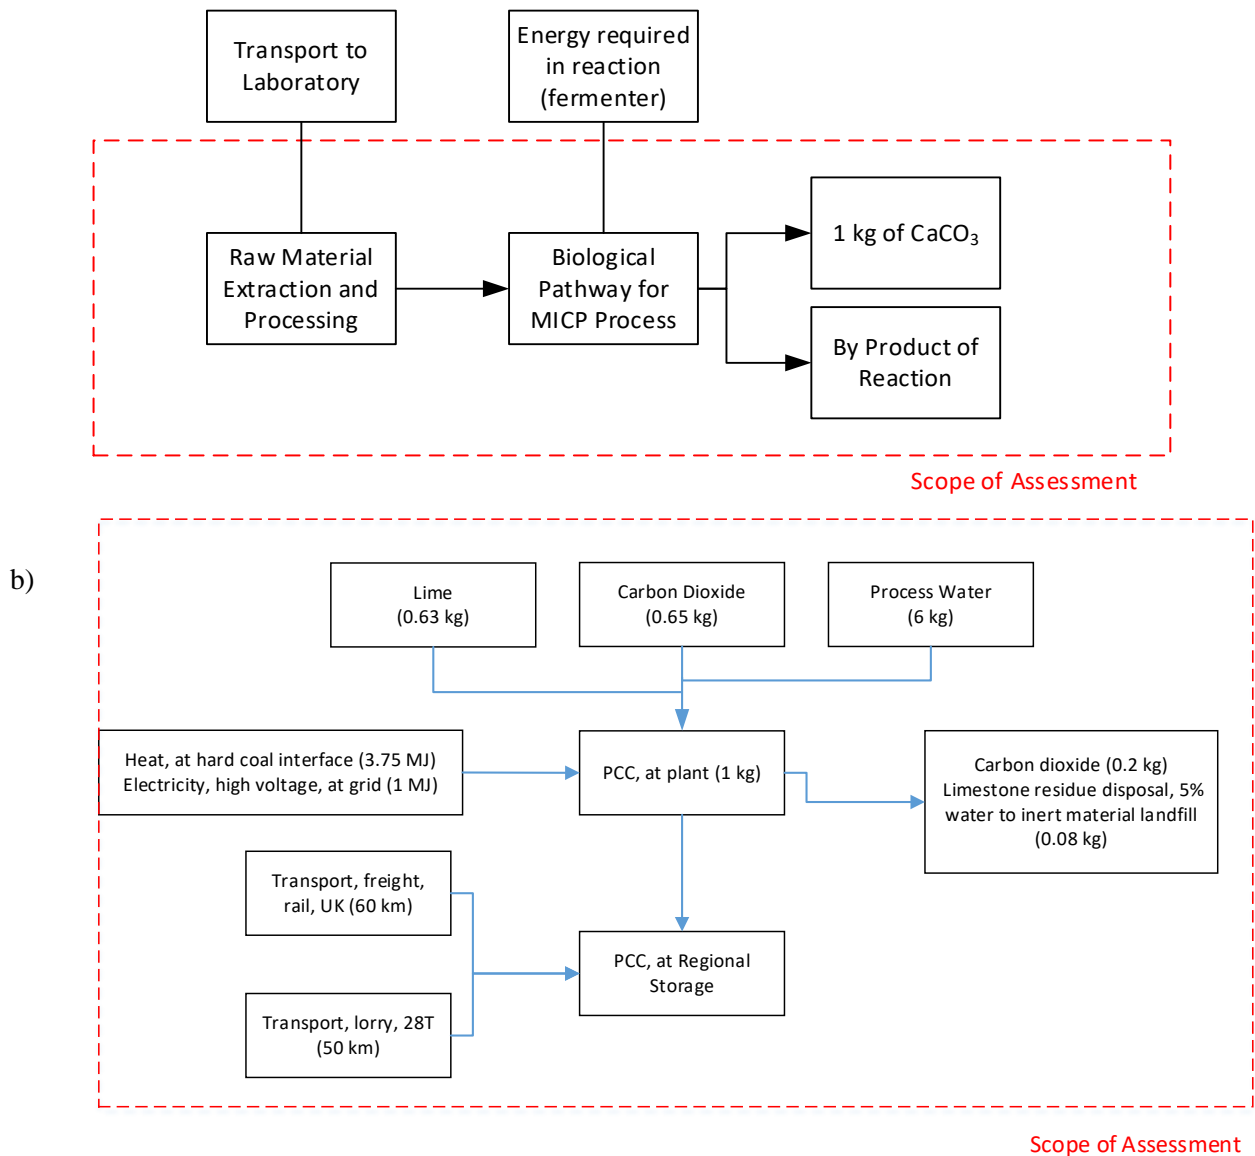 Transport to
Laboratory
Energy required
in reaction
(fermenter)
Raw Material
Extraction and
Processing
Biological
Pathway for
MICP Process
1 kg of CaCO₃
By Product of
Reaction
Scope of Assessment
b)
Lime
(0.63 kg)
Carbon Dioxide
(0.65 kg)
Process Water
(6 kg)
Heat, at hard coal interface (3.75 MJ)
Electricity, high voltage, at grid (1 MJ)
PCC, at plant (1 kg)
Carbon dioxide (0.2 kg)
Limestone residue disposal, 5%
water to inert material landfill
(0.08 kg)
Transport, freight,
rail, UK (60 km)
PCC, at Regional
Storage
Transport, lorry, 28T
(50 km)
Scope of Assessment